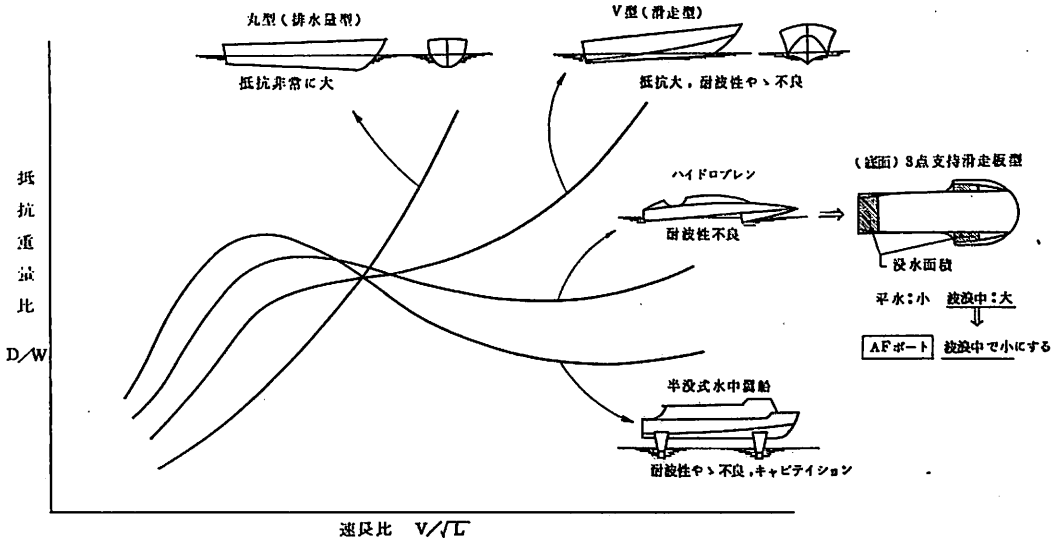 丸型(排水量型)
抵抗非常に大
V型(滑走型)
抵抗大，耐波性やゝ不良
ハイドロプレン
耐波性不良
(底面)3点支持滑走板型
浸水面積
平水:小 波浪中:大
AFボート 波浪中で小にする
半没式水中翼船
耐波性やゝ不良，キャビテイション
抵抗重量比
D/W
速長比 V/√L